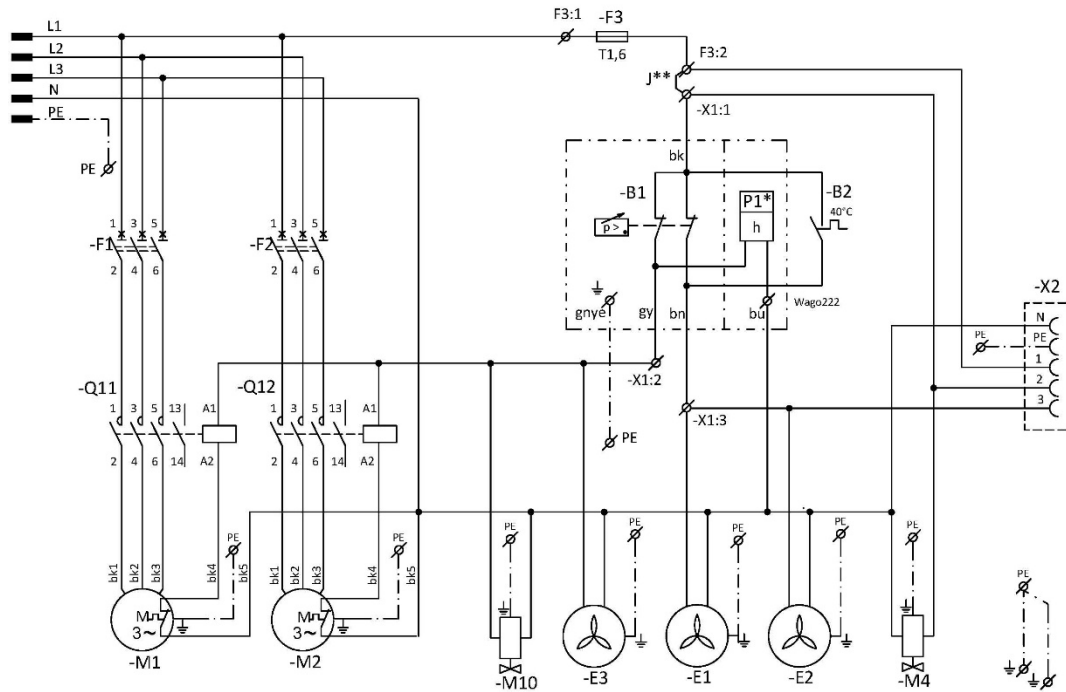 L1
F3:1
-F3
L2
T1,6
F3:2
L3
J**
N
-X1:1
PE
PE
bk
-B1
P1*
-B2
40°C
p >
h
1 3 5
-F1
2 4 6
1 3 5
-F2
2 4 6
-X2
Wago222
gnye
gy
bn
bu
N
PE
PE
1
2
3
-X1:2
-X1:3
PE
-Q11
1 3 5 13 A1
2 4 6 14 A2
-Q12
1 3 5 13 A1
2 4 6 14 A2
PE
PE
PE
PE
PE
PE
PE
PE
bk1
bk2
bk3
bk4
bk5
bk1
bk2
bk3
bk4
bk5
M
3~
M
3~
-M1
-M2
-M10
-E3
-E1
-E2
-M4